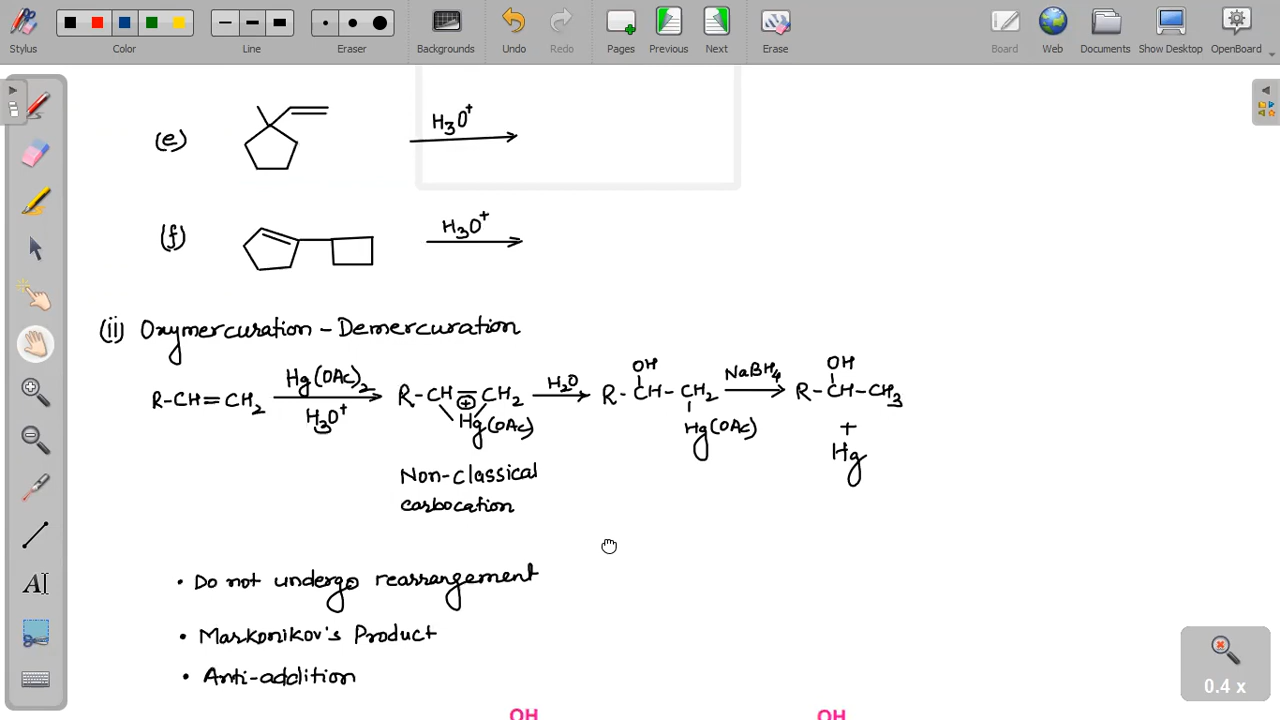 Stylus Color Line Eraser Backgrounds Undo Redo Pages Previous Next Erase Board Web Documents Show Desktop OpenBoard
(e) H3O+
(f) H3O+
(ii) Oxymercuration - Demercuration
R-CH=CH2 Hg(OAc)2 H3O+ R-CH=CH2 + Hg(OAc) H2O R-CH-CH2 OH Hg(OAc) NaBH4 R-CH-CH3 OH
+
Hg
Non-classical
carbocation
• Do not undergo rearrangement
• Markonikov's Product
• Anti-addition
OH OH
AI
0.4 x